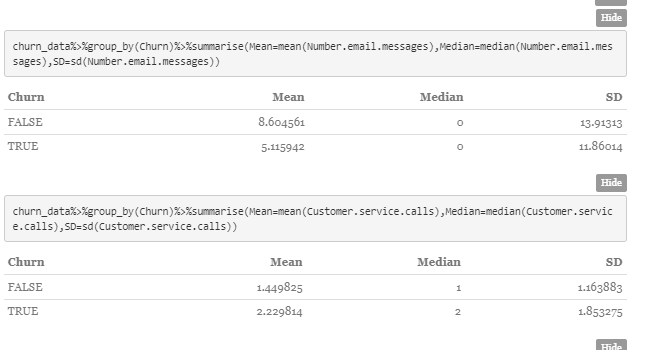 Hide
churn_data%>%group_by(Churn)%>%summarise(Mean=mean(Number.email.messages),Median=median(Number.email.mes
sages),SD=sd(Number.email.messages))
Churn Mean Median SD
FALSE 8.604561 0 13.91313
TRUE 5.115942 0 11.86014
Hide
churn_data%>%group_by(Churn)%>%summarise(Mean=mean(Customer.service.calls),Median=median(Customer.servic
e.calls),SD=sd(Customer.service.calls))
Churn Mean Median SD
FALSE 1.449825 1 1.163883
TRUE 2.229814 2 1.853275
Hide